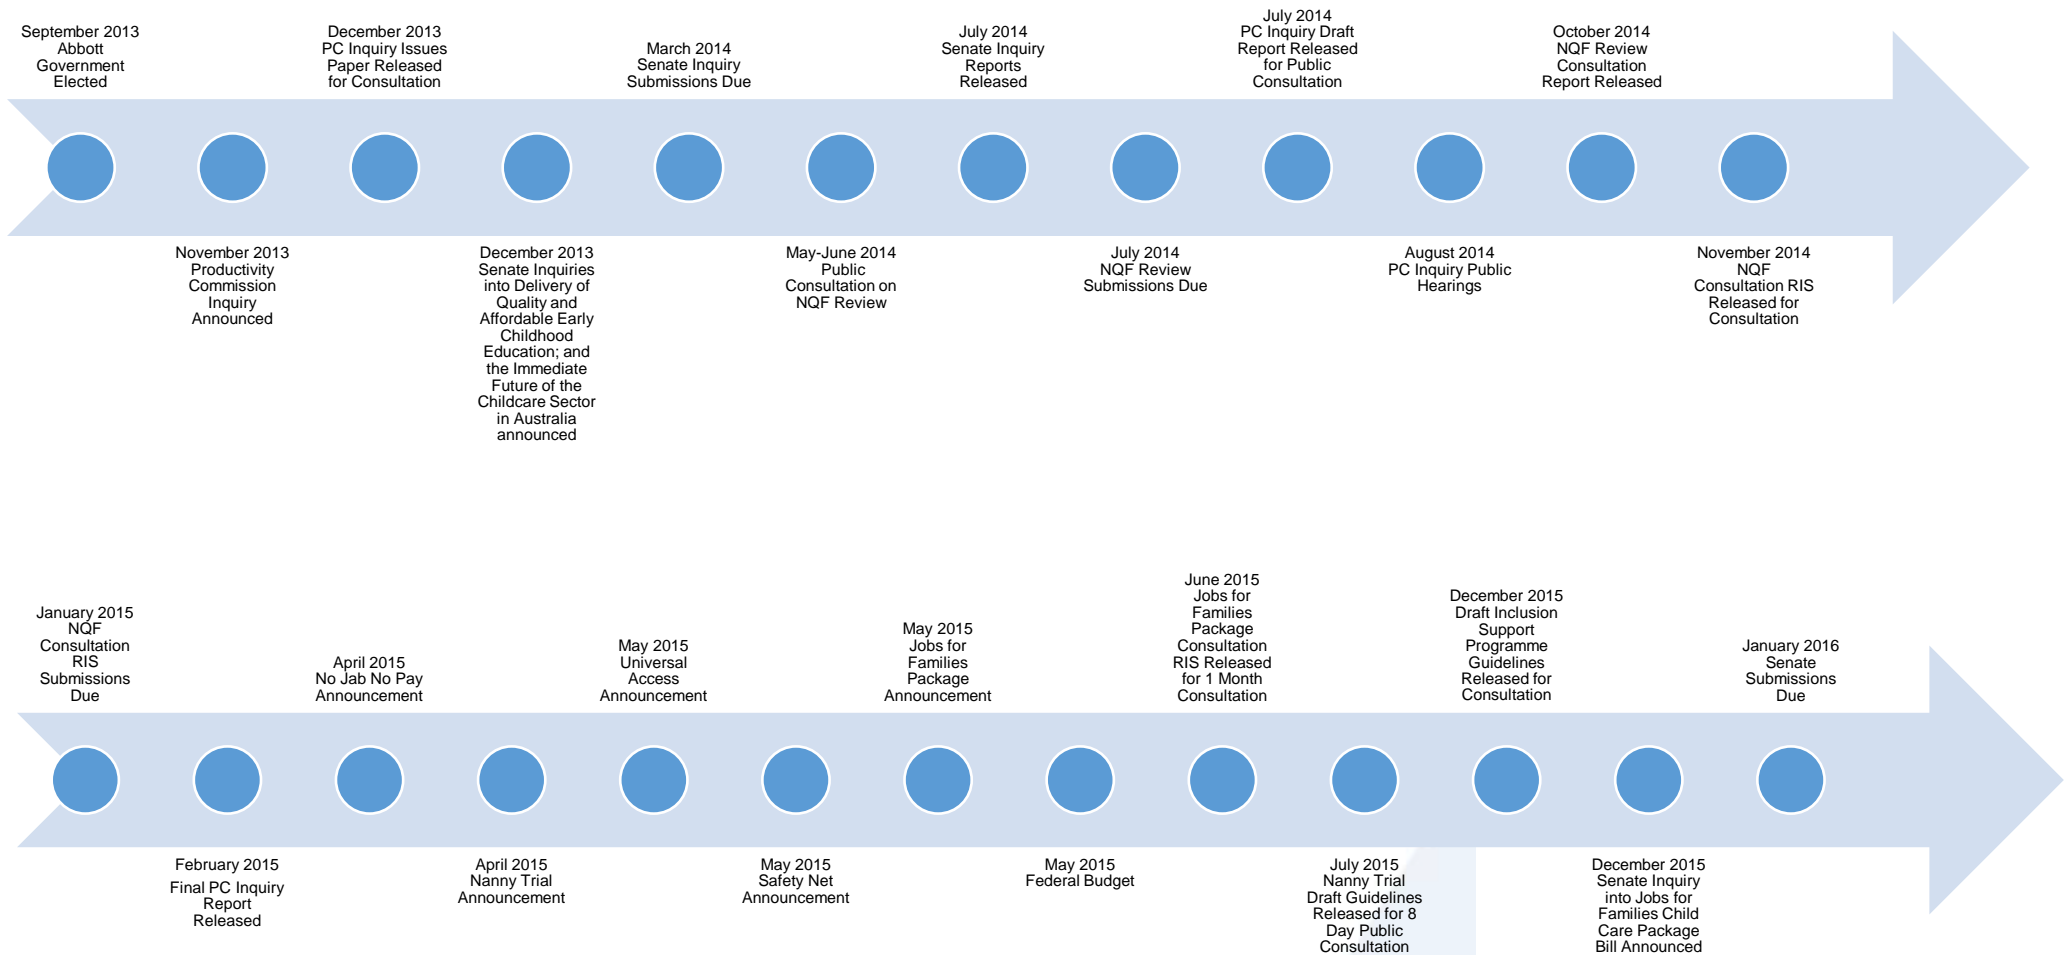 September 2013
Abbott
Government
Elected
November 2013
Productivity
Commission
Inquiry
Announced
December 2013
PC Inquiry Issues
Paper Released
for Consultation
December 2013
Senate Inquiries
into Delivery of
Quality and
Affordable Early
Childhood
Education; and
the Immediate
Future of the
Childcare Sector
in Australia
announced
March 2014
Senate Inquiry
Submissions Due
May-June 2014
Public
Consultation on
NQF Review
July 2014
Senate Inquiry
Reports
Released
July 2014
NQF Review
Submissions Due
July 2014
PC Inquiry Draft
Report Released
for Public
Consultation
August 2014
PC Inquiry Public
Hearings
October 2014
NQF Review
Consultation
Report Released
November 2014
NQF
Consultation RIS
Released for
Consultation
January 2015
NQF
Consultation
RIS
Submissions
Due
February 2015
Final PC Inquiry
Report
Released
April 2015
No Jab No Pay
Announcement
April 2015
Nanny Trial
Announcement
May 2015
Universal
Access
Announcement
May 2015
Safety Net
Announcement
May 2015
Jobs for
Families
Package
Announcement
May 2015
Federal Budget
June 2015
Jobs for
Families
Package
Consultation
RIS Released
for 1 Month
Consultation
July 2015
Nanny Trial
Draft Guidelines
Released for 8
Day Public
Consultation
December 2015
Draft Inclusion
Support
Programme
Guidelines
Released for
Consultation
December 2015
Senate Inquiry
into Jobs for
Families Child
Care Package
Bill Announced
January 2016
Senate
Submissions
Due